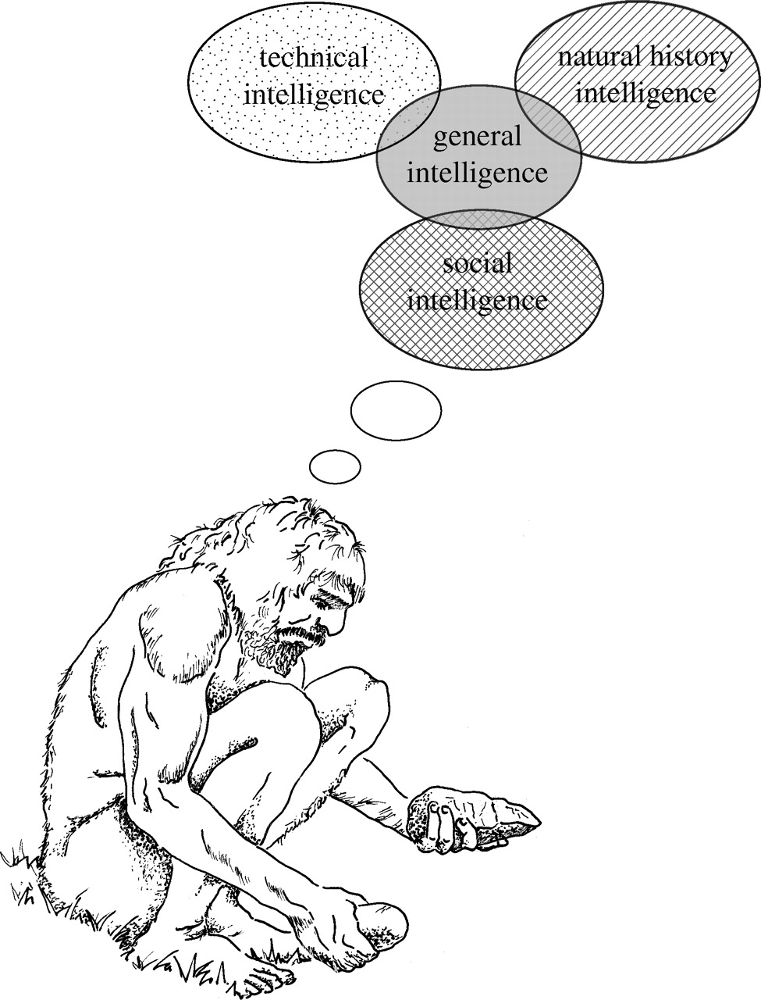 technical
intelligence
natural history
intelligence
general
intelligence
social
intelligence